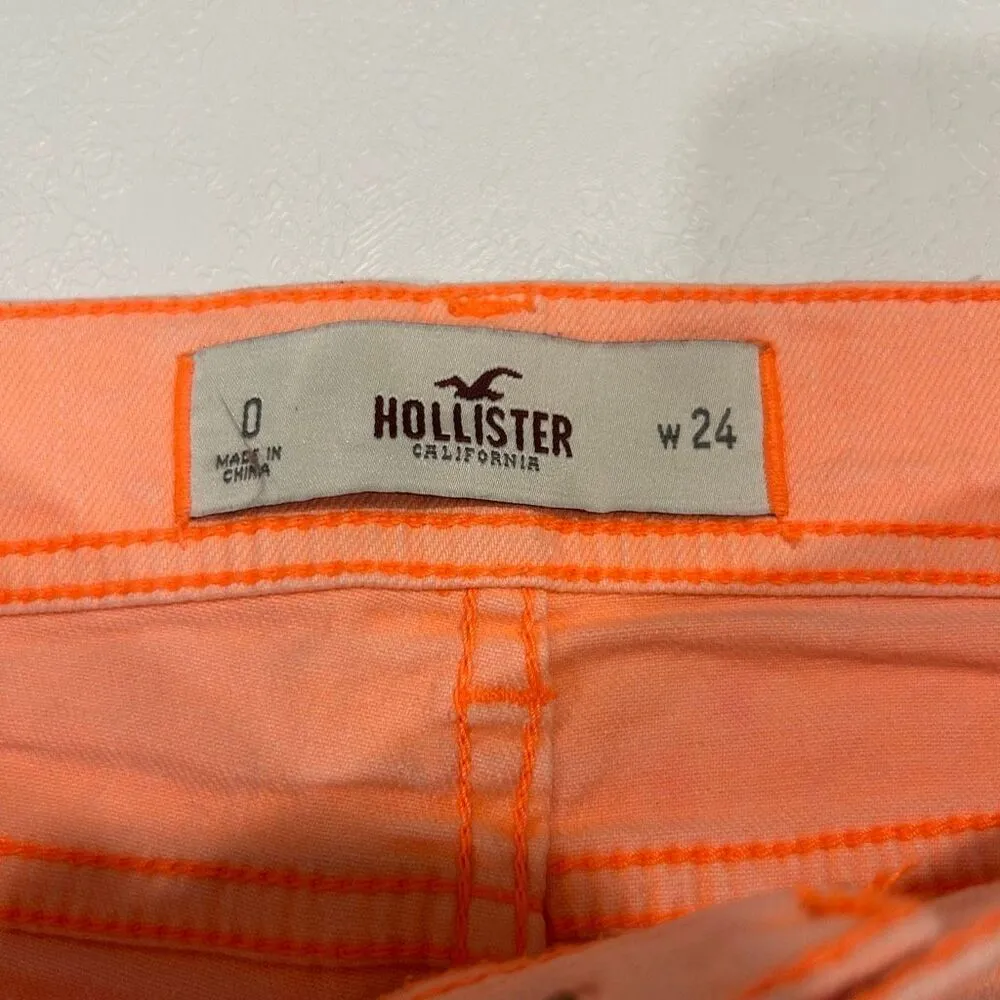 0
MADE IN
CHINA
HOLLISTER
CALIFORNIA
W 24